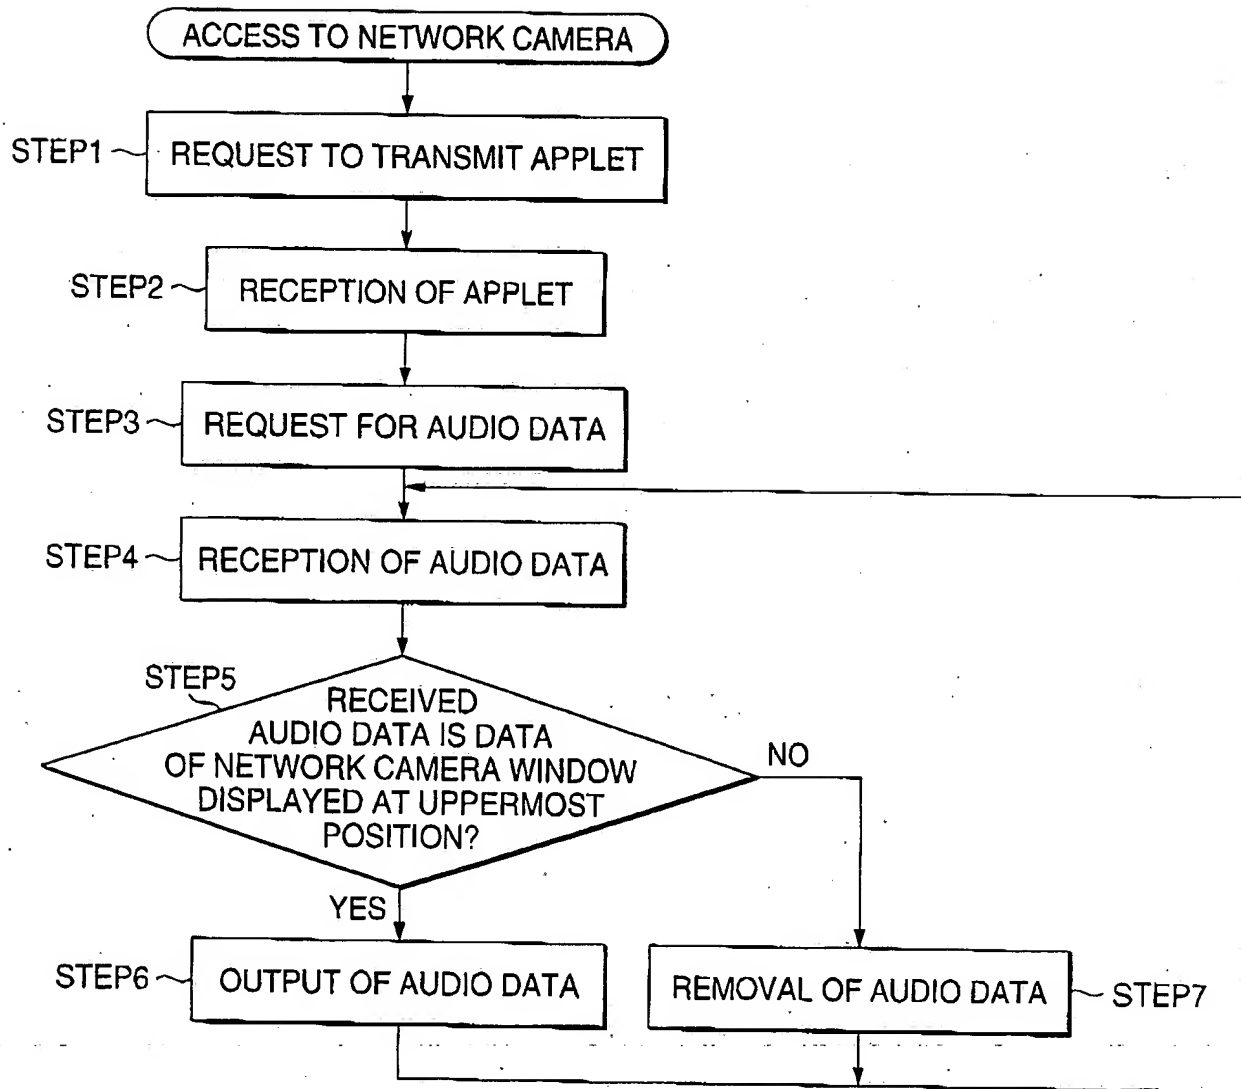 ACCESS TO NETWORK CAMERA
STEP1
REQUEST TO TRANSMIT APPLET
STEP2
RECEPTION OF APPLET
STEP3
REQUEST FOR AUDIO DATA
STEP4
RECEPTION OF AUDIO DATA
STEP5
RECEIVED
AUDIO DATA IS DATA
OF NETWORK CAMERA WINDOW
DISPLAYED AT UPPERMOST
POSITION?
NO
YES
STEP6
OUTPUT OF AUDIO DATA
REMOVAL OF AUDIO DATA
STEP7